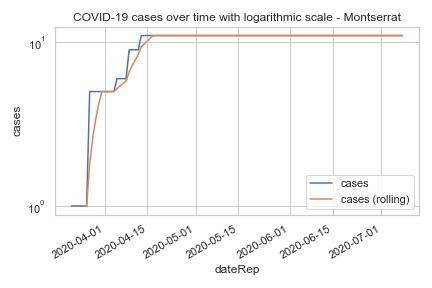 COVID-19 cases over time with logarithmic scale - Montserrat
10¹
cases
10⁰
cases
cases (rolling)
2020-04-01
2020-04-15
2020-05-01
2020-05-15
2020-06-01
2020-06-15
2020-07-01
dateRep